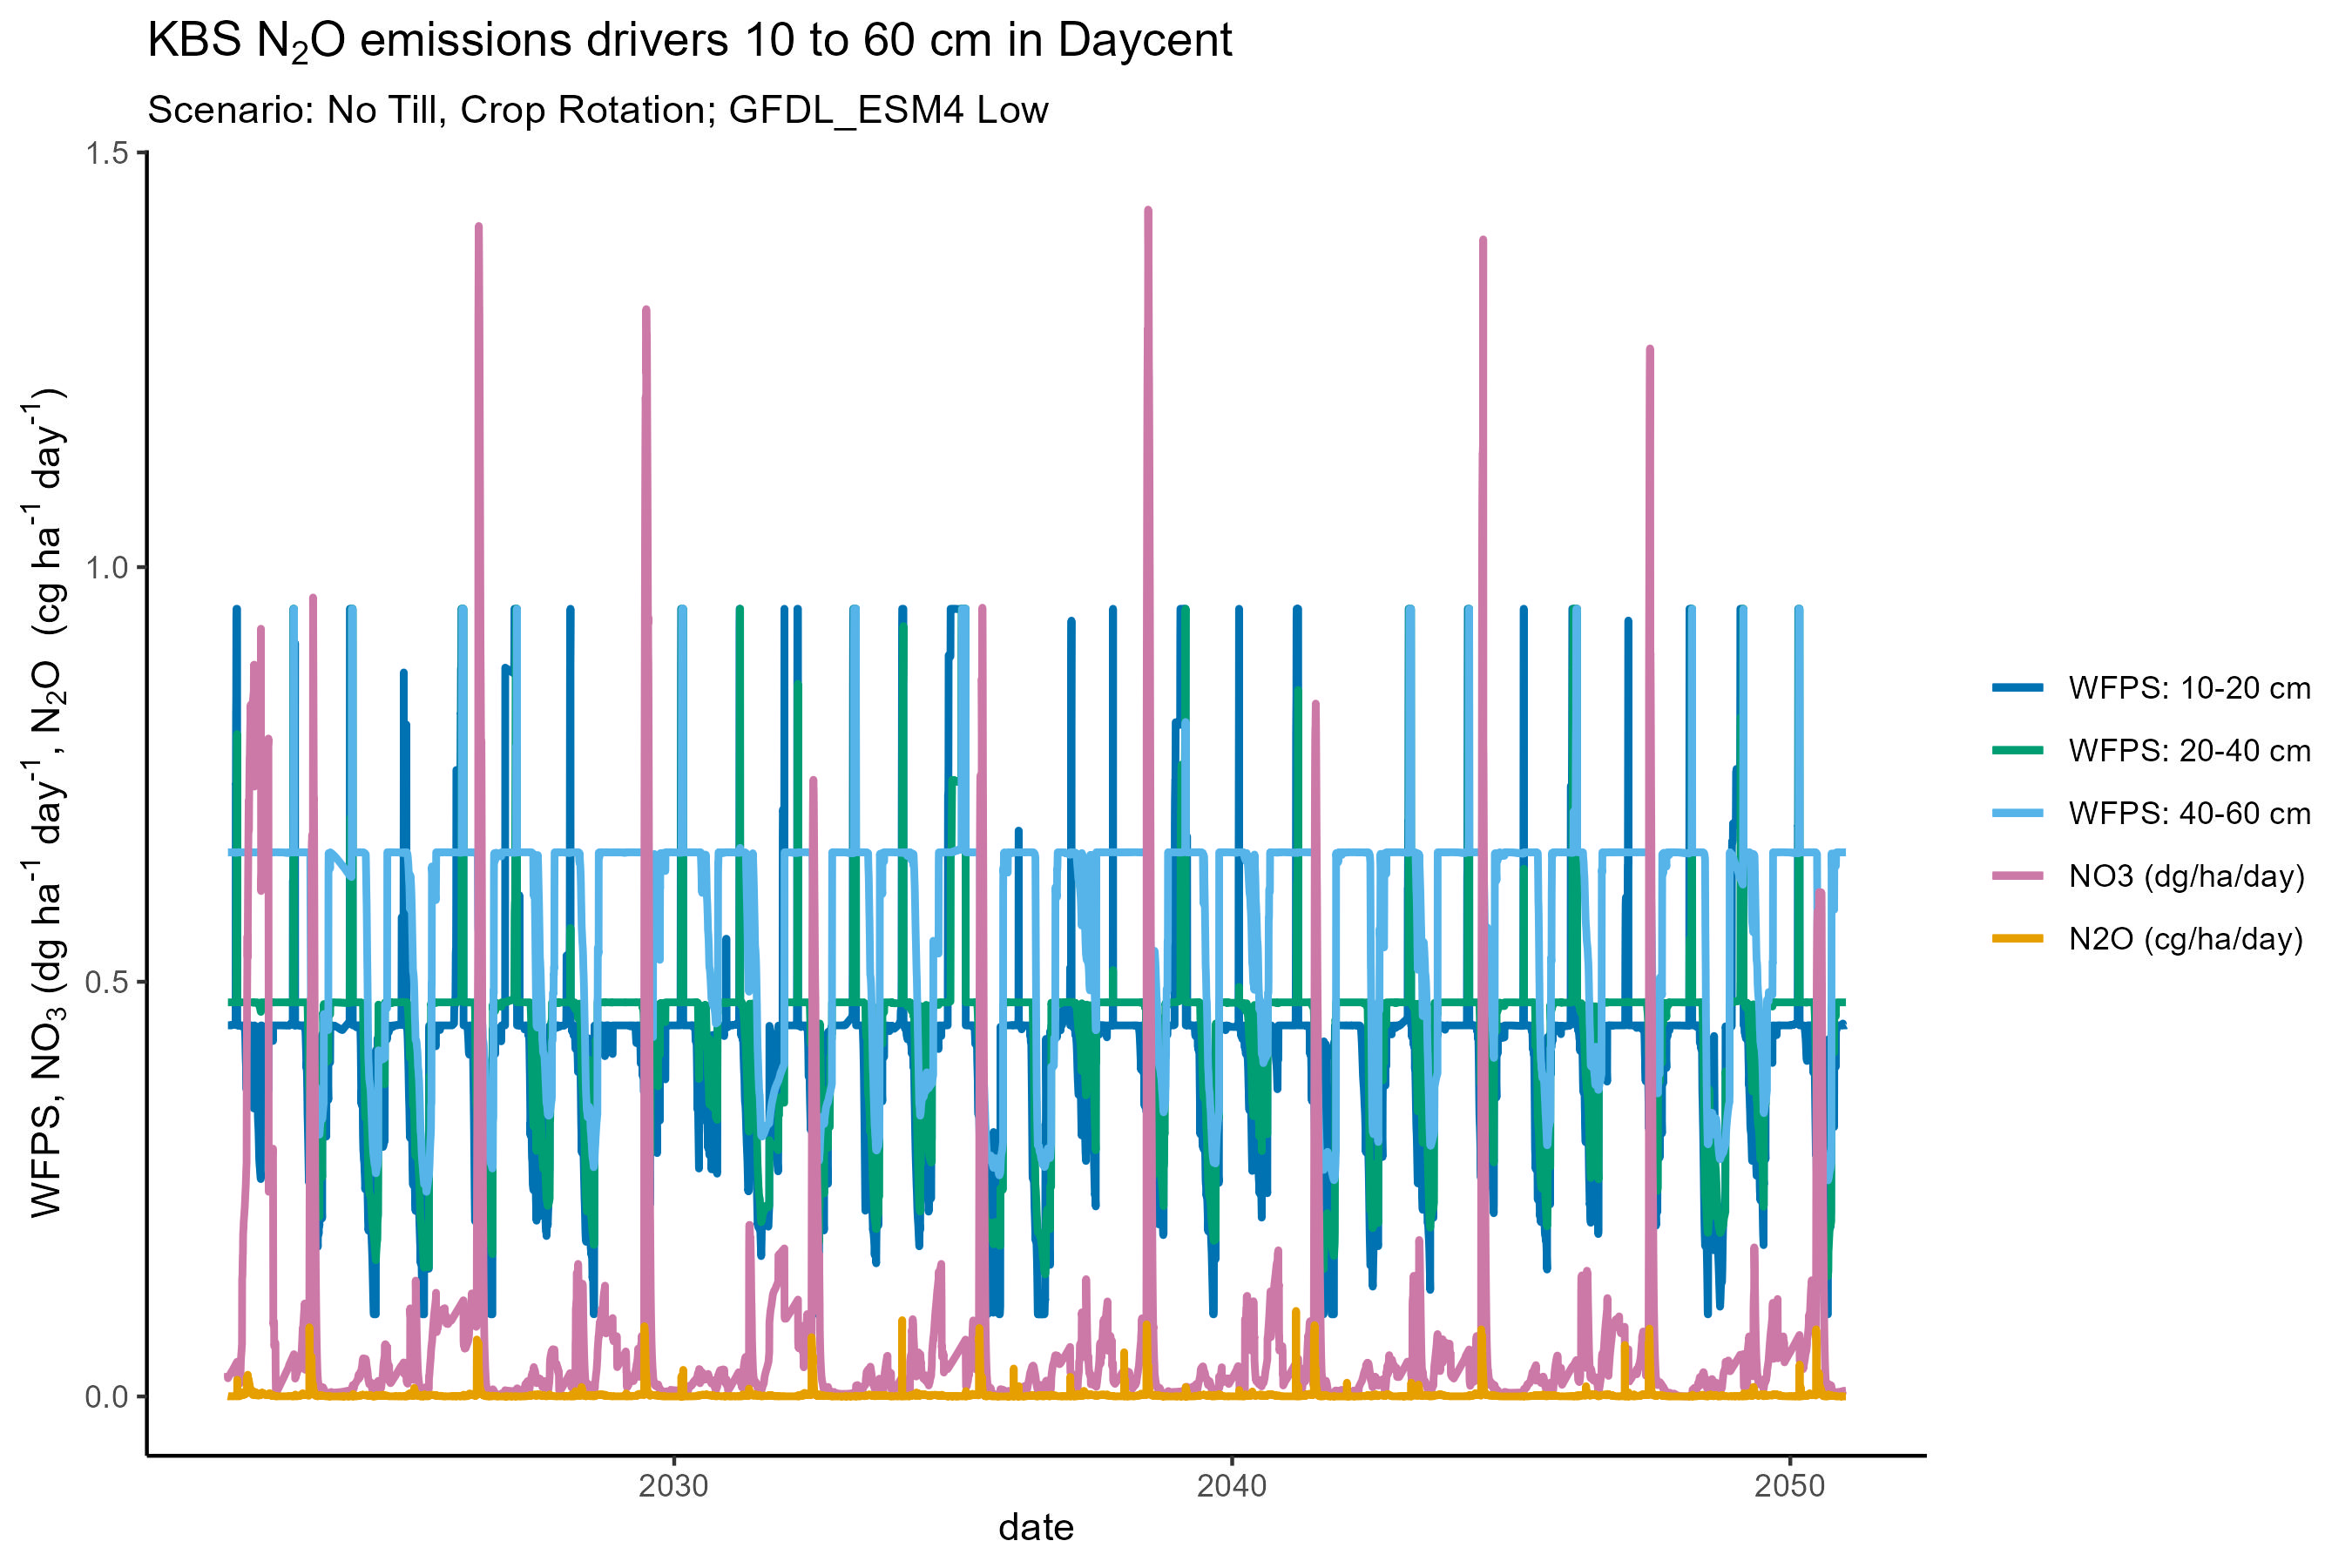 KBS N₂O emissions drivers 10 to 60 cm in Daycent
Scenario: No Till, Crop Rotation; GFDL_ESM4 Low
WFPS, NO₃ (dg ha⁻¹ day⁻¹, N₂O (cg ha⁻¹ day⁻¹)
1.5
1.0
0.5
0.0
2030
2040
2050
date
WFPS: 10-20 cm
WFPS: 20-40 cm
WFPS: 40-60 cm
NO3 (dg/ha/day)
N2O (cg/ha/day)